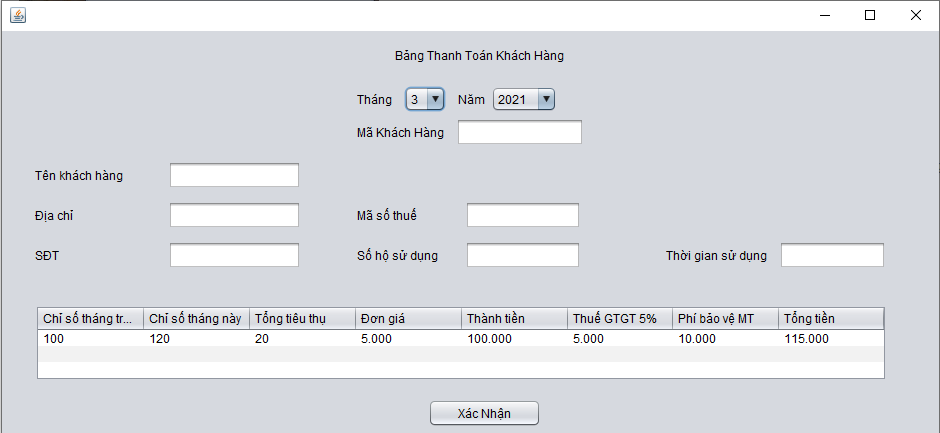 Bảng Thanh Toán Khách Hàng
Tháng 3 Năm 2021
Mã Khách Hàng
Tên khách hàng
Địa chỉ Mã số thuế
SĐT Số hộ sử dụng Thời gian sử dụng
Chỉ số tháng tr... Chỉ số tháng này Tổng tiêu thụ Đơn giá Thành tiền Thuế GTGT 5% Phí bảo vệ MT Tổng tiền
100 120 20 5.000 100.000 5.000 10.000 115.000
Xác Nhận